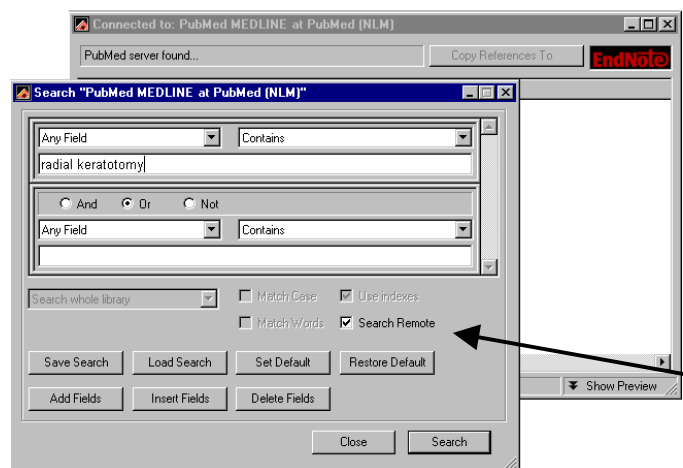 Connected to: PubMed MEDLINE at PubMed (NLM)
PubMed server found...
Copy References To
EndNote
Search "PubMed MEDLINE at PubMed (NLM)"
Any Field Contains
radial keratotomy
And Or Not
Any Field Contains
Search whole library Match Case Use indexes
Match Words Search Remote
Save Search Load Search Set Default Restore Default
Add Fields Insert Fields Delete Fields
Show Preview
Close Search